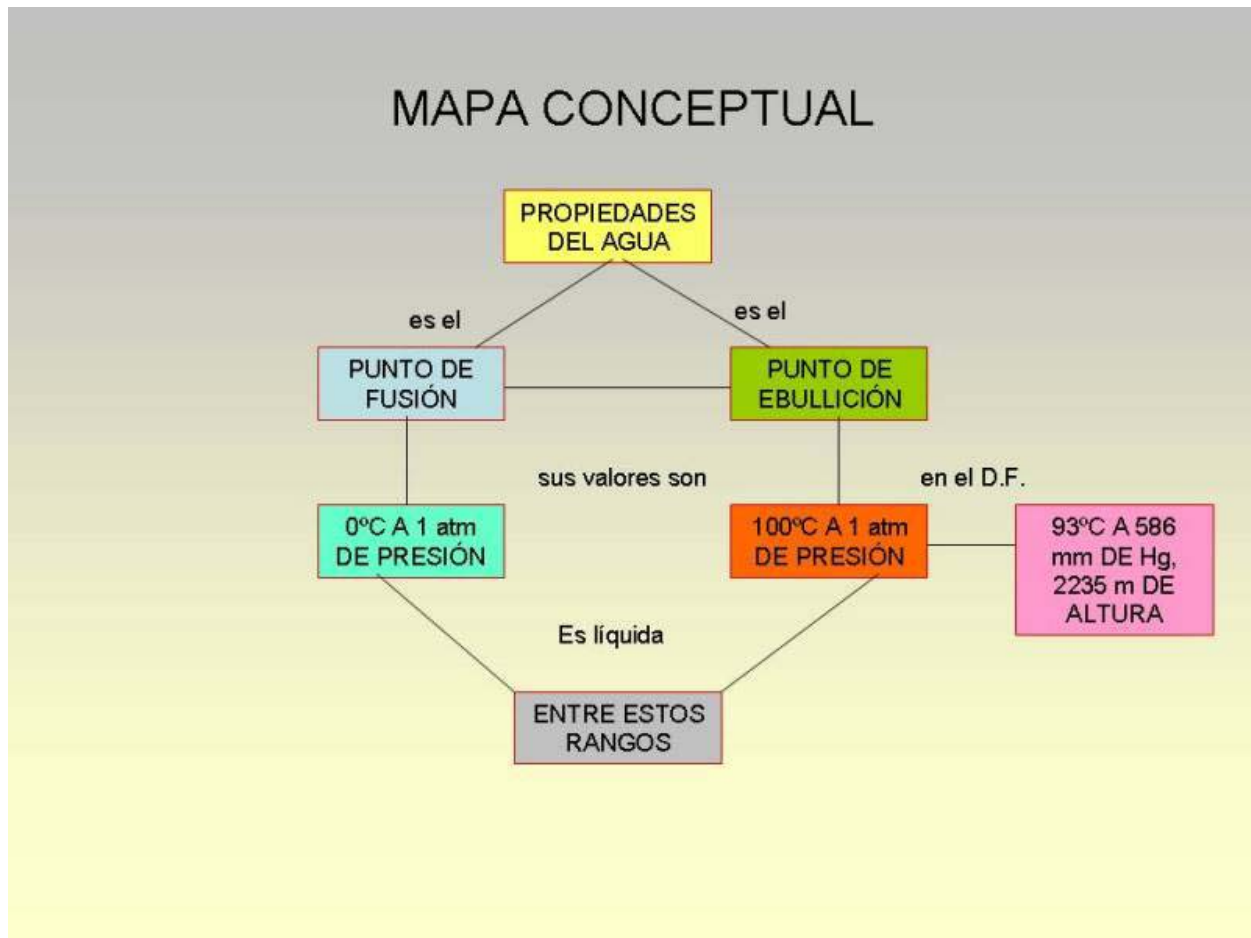 MAPA CONCEPTUAL
PROPIEDADES
DEL AGUA
es el
es el
PUNTO DE
FUSIÓN
PUNTO DE
EBULLICIÓN
sus valores son
en el D.F.
0ºC A 1 atm
DE PRESIÓN
100ºC A 1 atm
DE PRESIÓN
93ºC A 586
mm DE Hg,
2235 m DE
ALTURA
Es líquida
ENTRE ESTOS
RANGOS